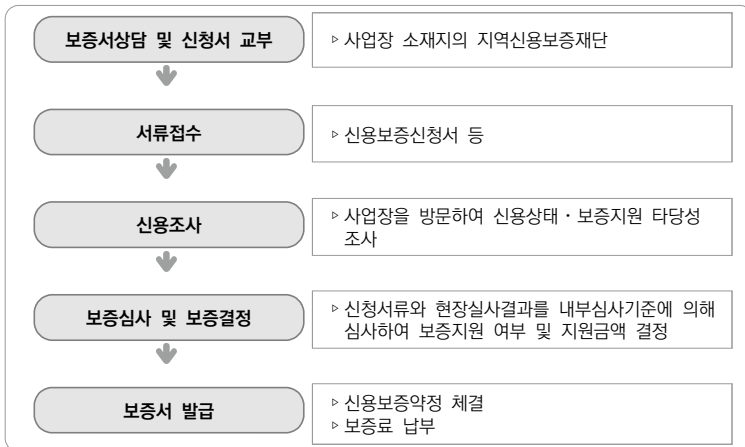 보증서상담 및 신청서 교부
▹ 사업장 소재지의 지역신용보증재단
서류접수
▹ 신용보증신청서 등
신용조사
▹ 사업장을 방문하여 신용상태 · 보증지원 타당성
조사
보증심사 및 보증결정
▹ 신청서류와 현장실사결과를 내부심사기준에 의해
심사하여 보증지원 여부 및 지원금액 결정
보증서 발급
▹ 신용보증약정 체결
▹ 보증료 납부